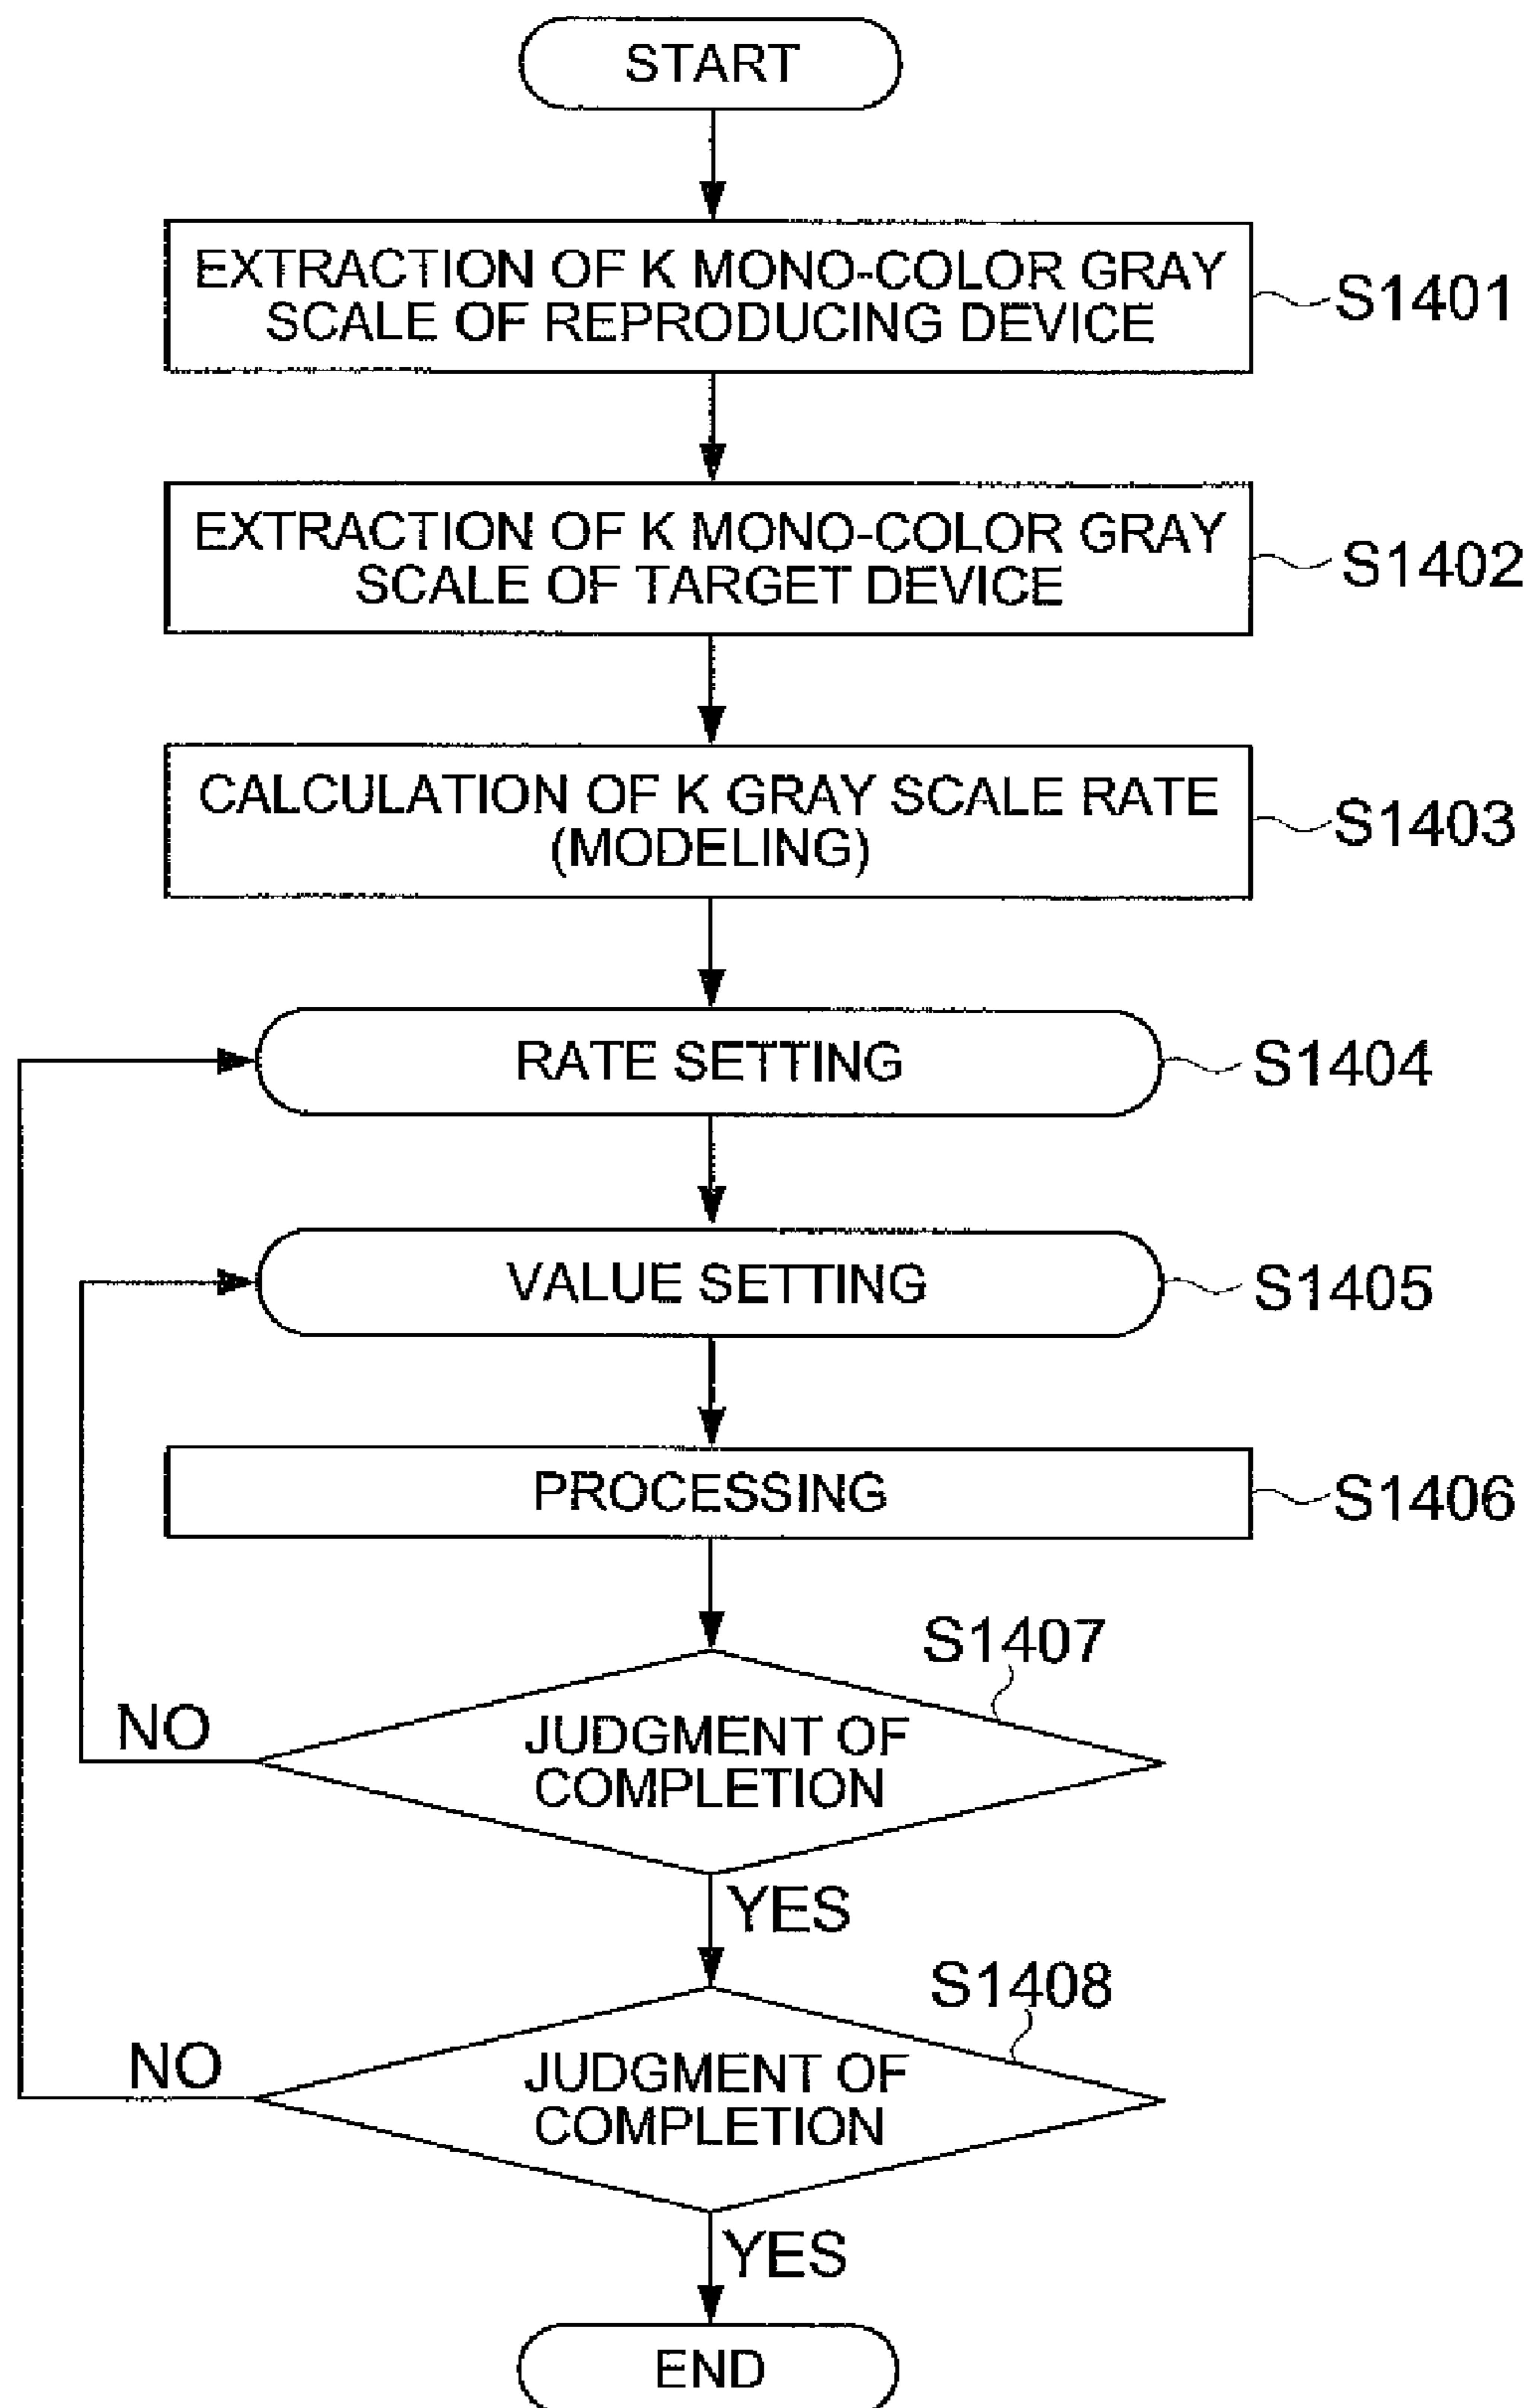 START
EXTRACTION OF K MONO-COLOR GRAY
SCALE OF REPRODUCING DEVICE
S1401
EXTRACTION OF K MONO-COLOR GRAY
SCALE OF TARGET DEVICE
S1402
CALCULATION OF K GRAY SCALE RATE
(MODELING)
S1403
RATE SETTING
S1404
VALUE SETTING
S1405
PROCESSING
S1406
S1407
JUDGMENT OF
COMPLETION
NO
YES
S1408
JUDGMENT OF
COMPLETION
NO
YES
END